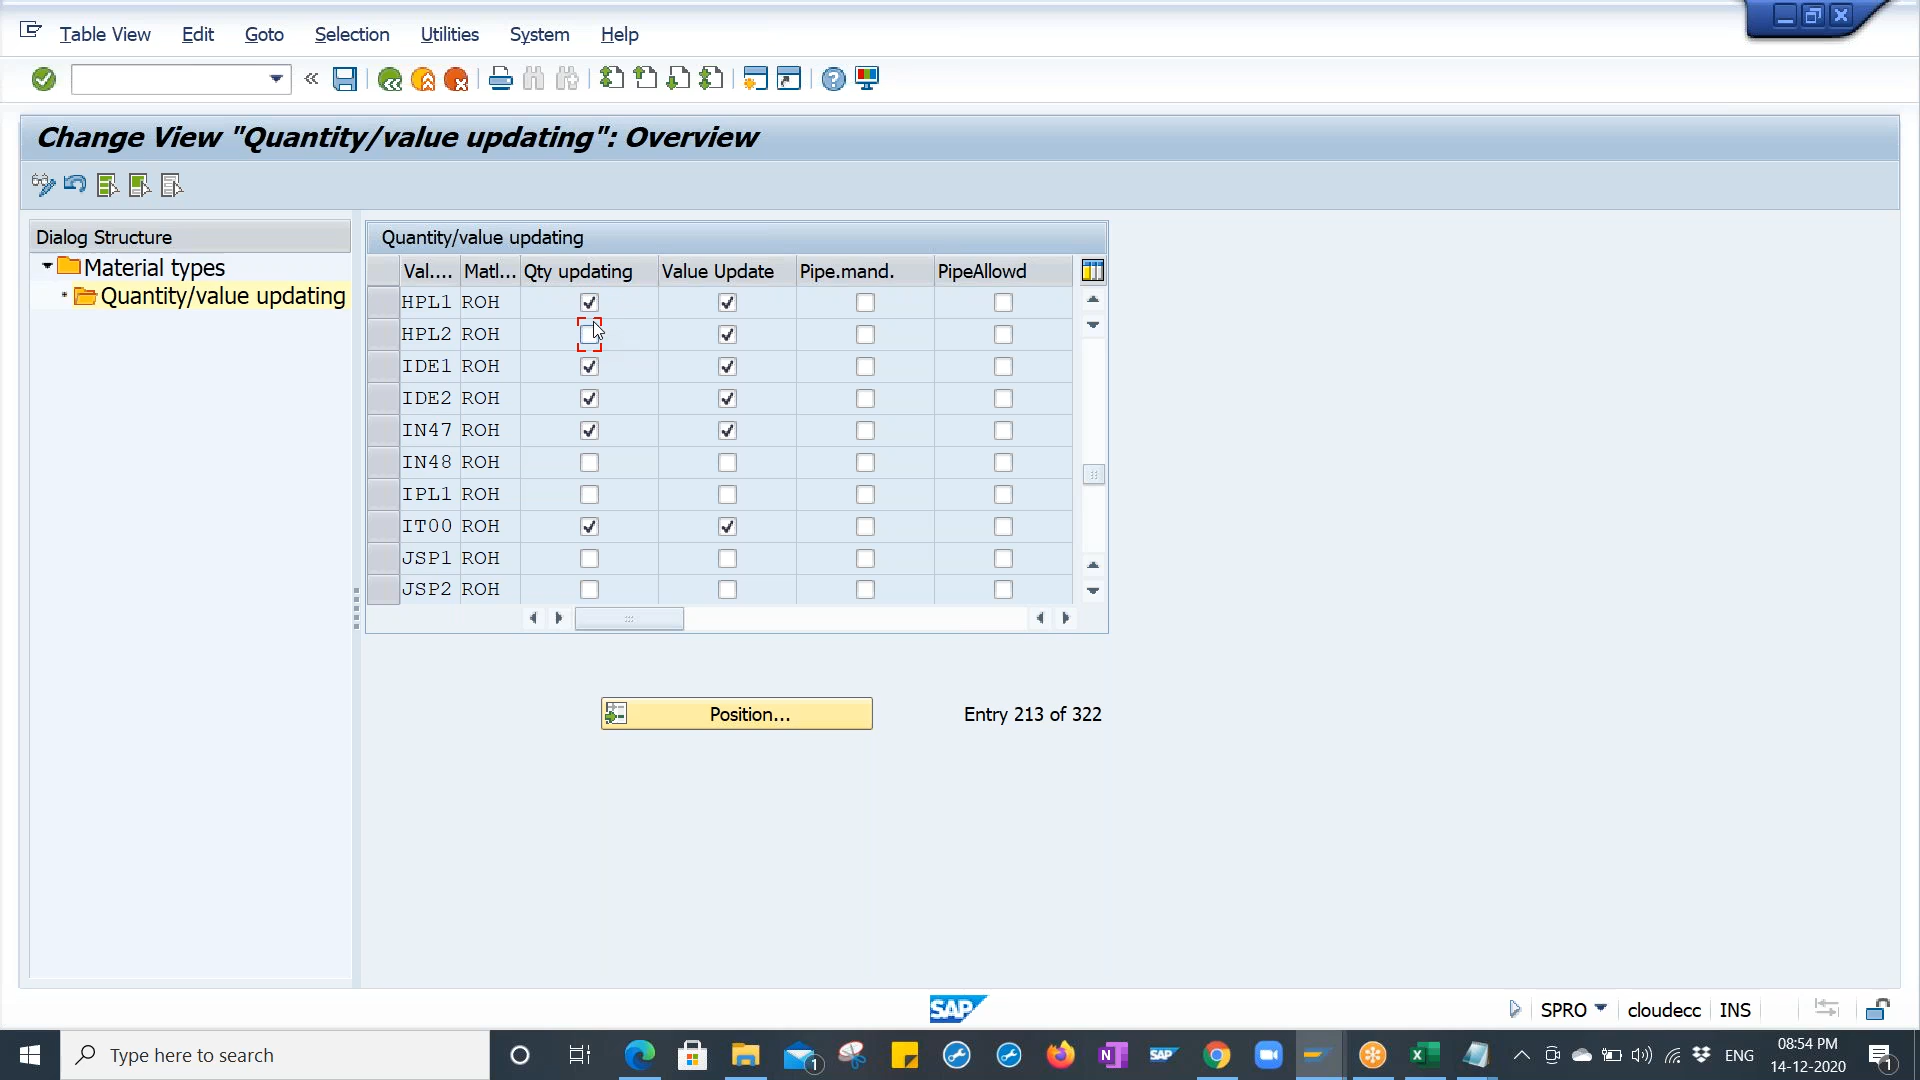 Table View Edit Goto Selection Utilities System Help
Change View "Quantity/value updating": Overview
Dialog Structure
Material types
Quantity/value updating
Quantity/value updating
Val.... Matl... Qty updating Value Update Pipe.mand. PipeAllowd
HPL1 ROH
HPL2 ROH
IDE1 ROH
IDE2 ROH
IN47 ROH
IN48 ROH
IPL1 ROH
IT00 ROH
JSP1 ROH
JSP2 ROH
Position... Entry 213 of 322
SAP
SPRO cloudecc INS
Type here to search
1
N
SAP
X
ENG
08:54 PM
14-12-2020
1